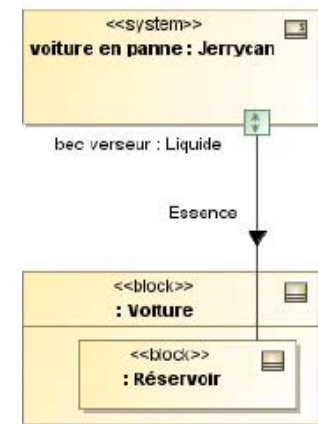 <<system>>
voiture en panne : Jerrycan
bec verseur : Liquide
Essence
<<block>>
: Voiture
<<block>>
: Réservoir